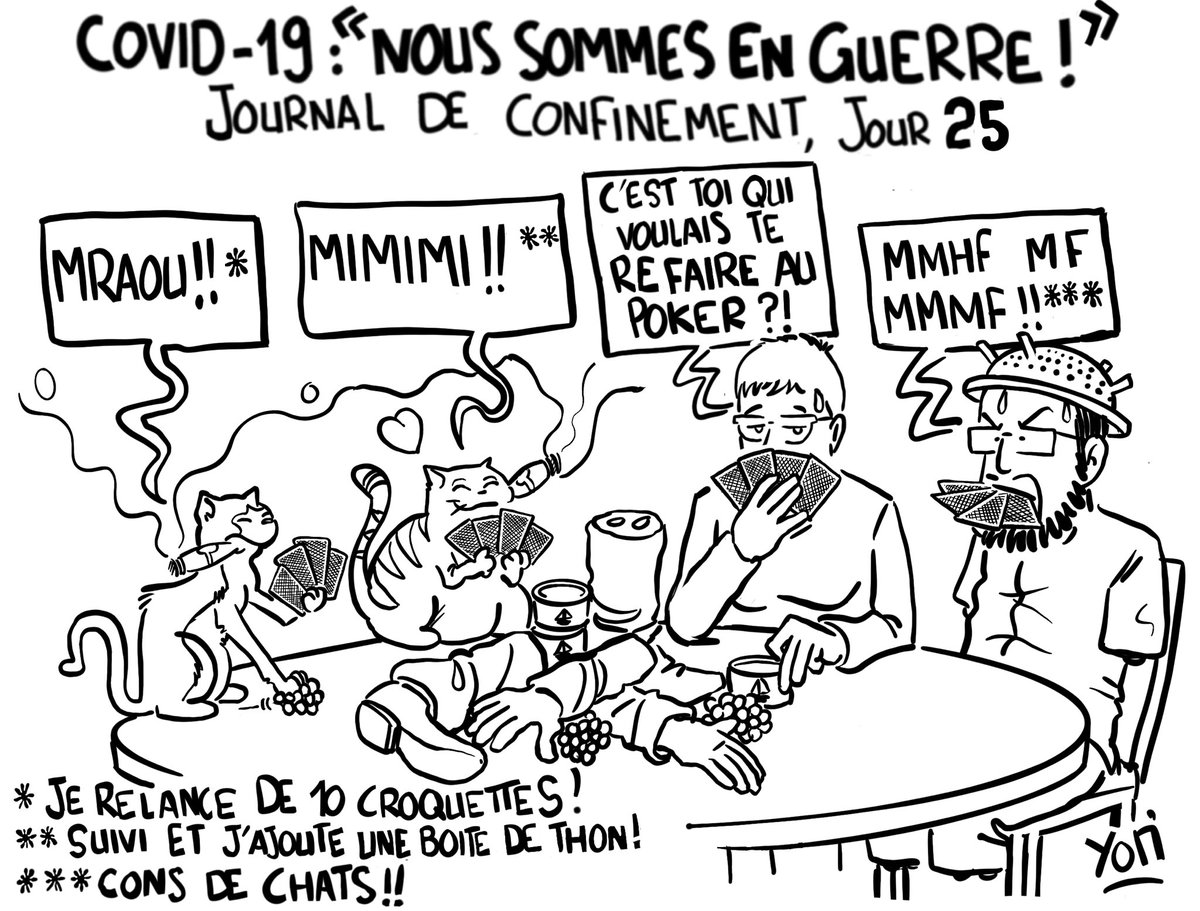 COVID-19 : "NOUS SOMMES EN GUERRE ! "
JOURNAL DE CONFINEMENT, JOUR 25
MRAOU!!*
MIMIMI!!**
C'EST TOI QUI
VOULAIS TE
REFAIRE AU
POKER ?!
MMHF MF
MMMF!!***
* JE RELANCE DE 10 CROQUETTES!
** SUIVI ET J'AJOUTE UNE BOITE DE THON!
*** CONS DE CHATS!!
YORI